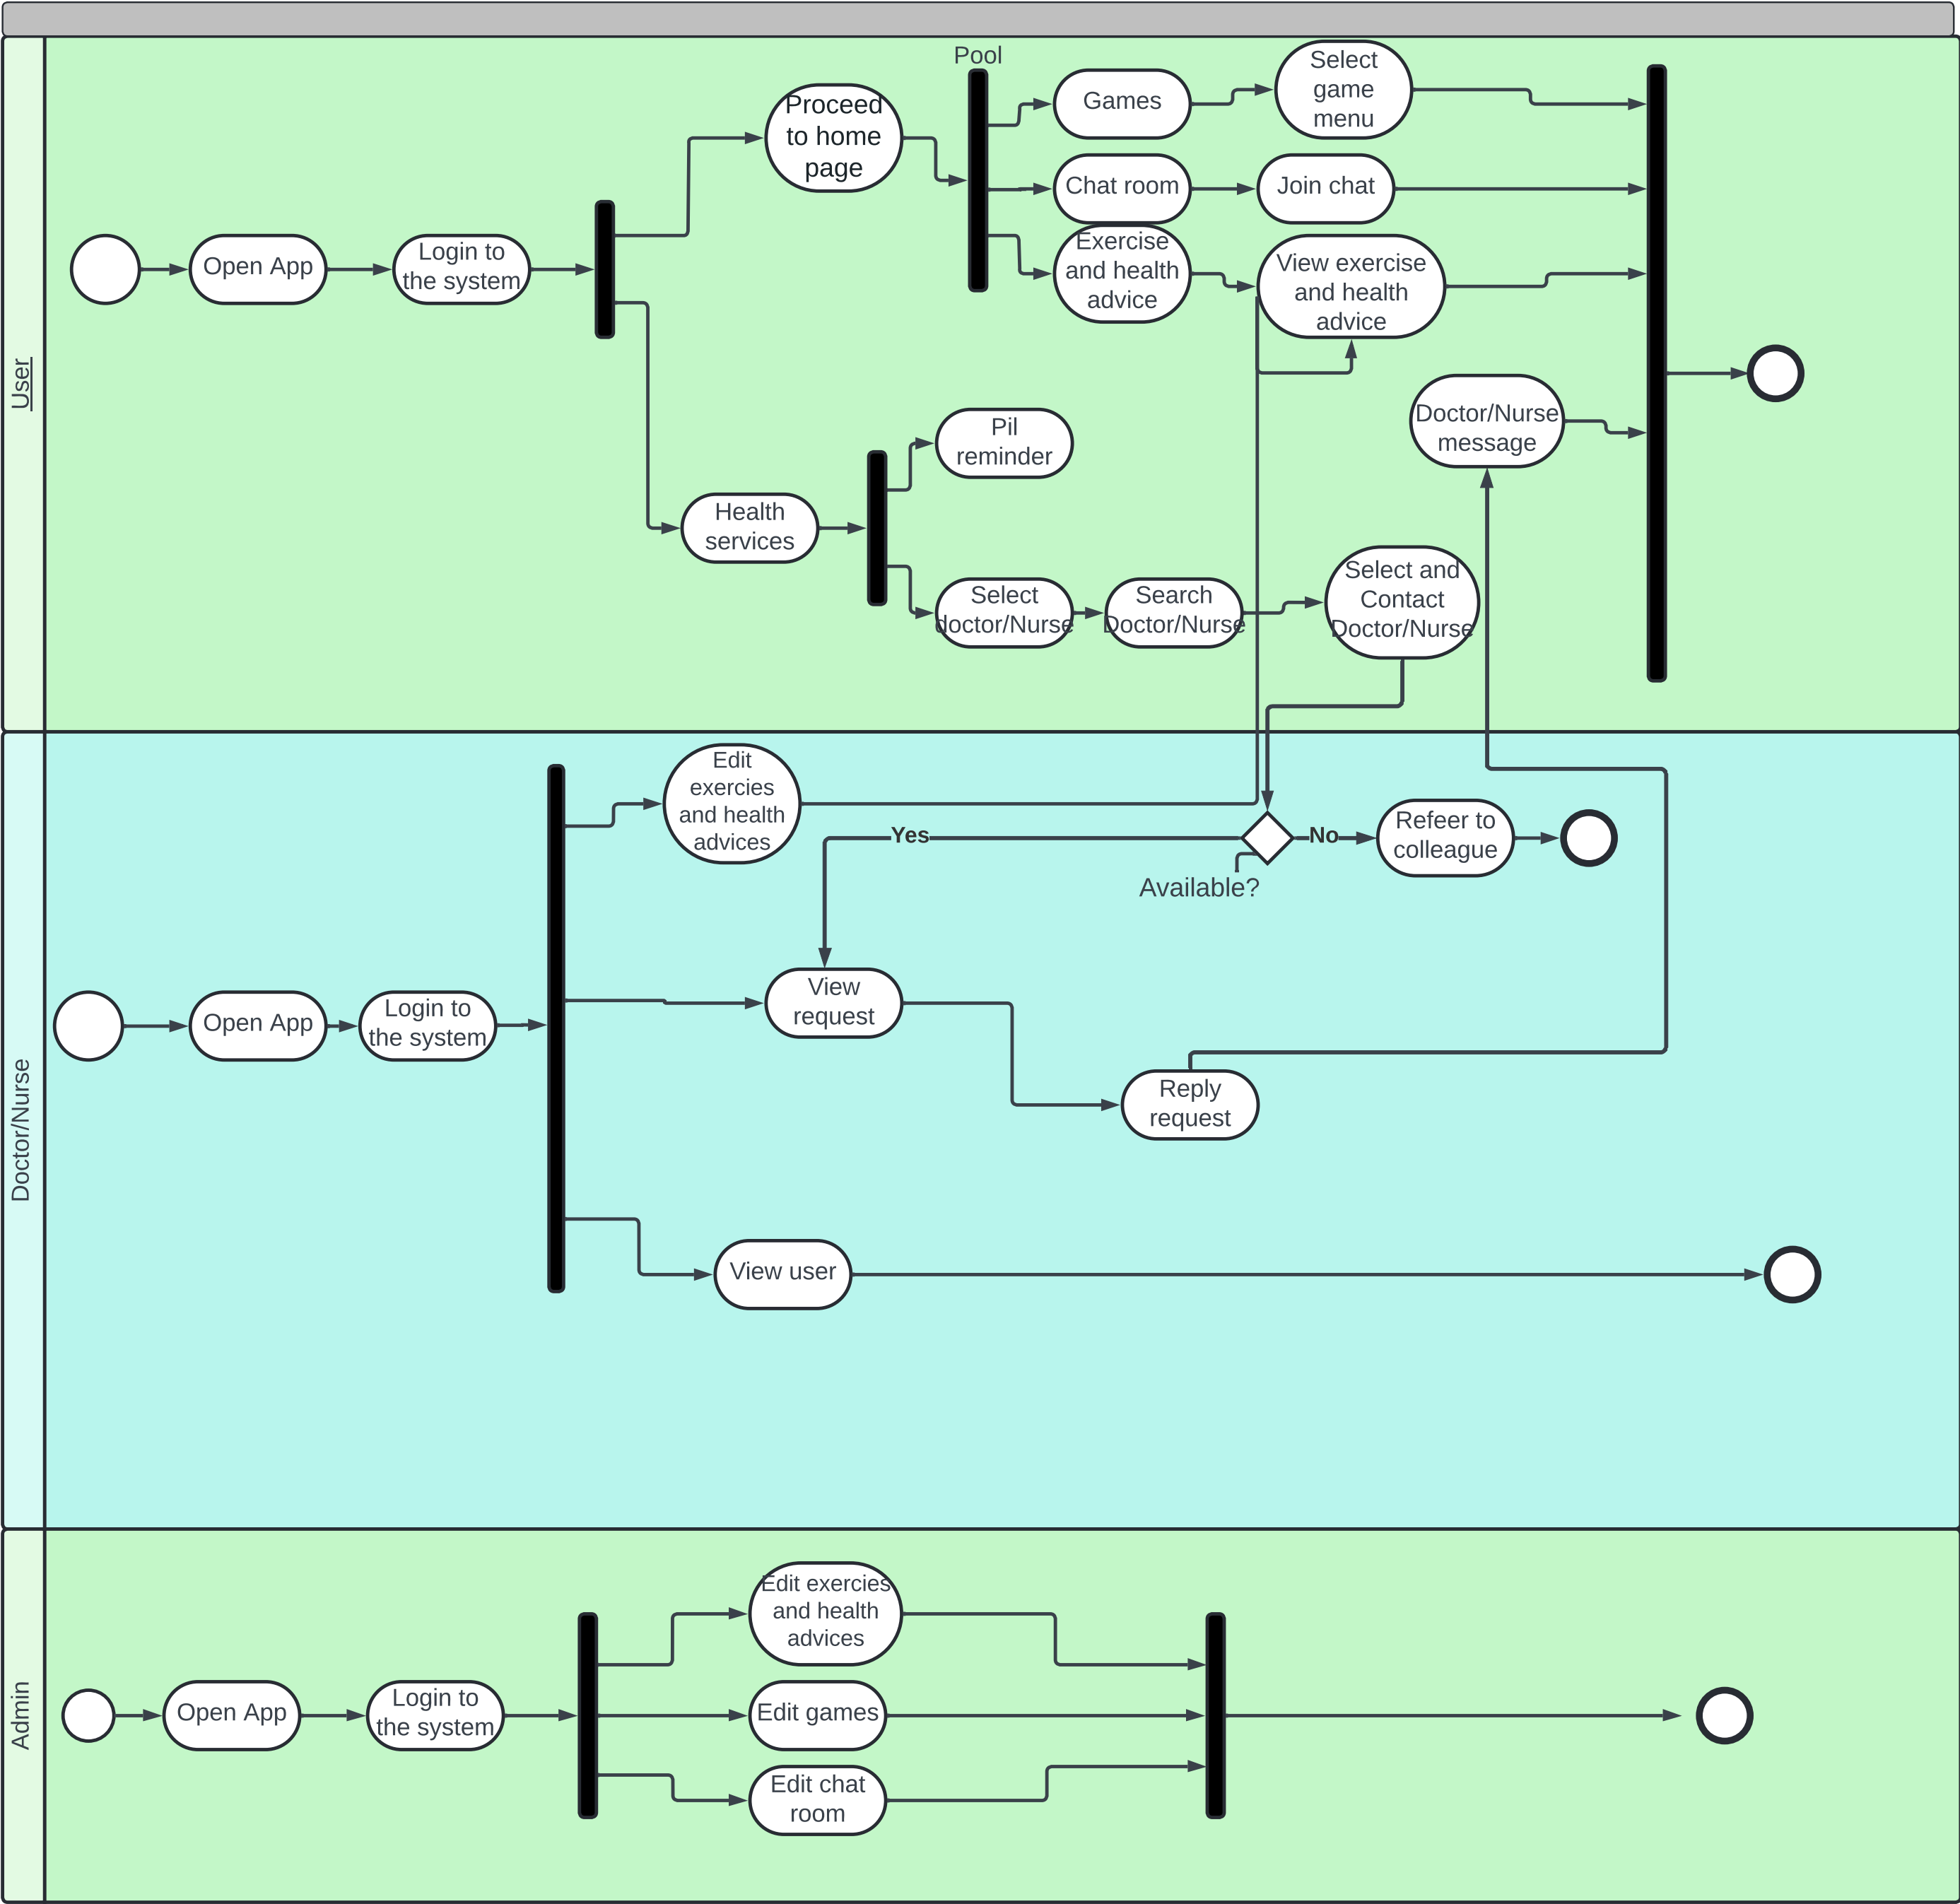 Pool
User
Open App
Login to
the system
Proceed
to home
page
Games
Select
game
menu
Chat room
Join chat
Exercise
and health
advice
View exercise
and health
advice
Health
services
Pil
reminder
Select
doctor/Nurse
Search
Doctor/Nurse
Select and
Contact
Doctor/Nurse
Doctor/Nurse
message
Doctor/Nurse
Open App
Login to
the system
Edit
exercies
and health
advices
Yes
No
Available?
Refeer to
colleague
View
request
Reply
request
View user
Admin
Open App
Login to
the system
Edit exercies
and health
advices
Edit games
Edit chat
room